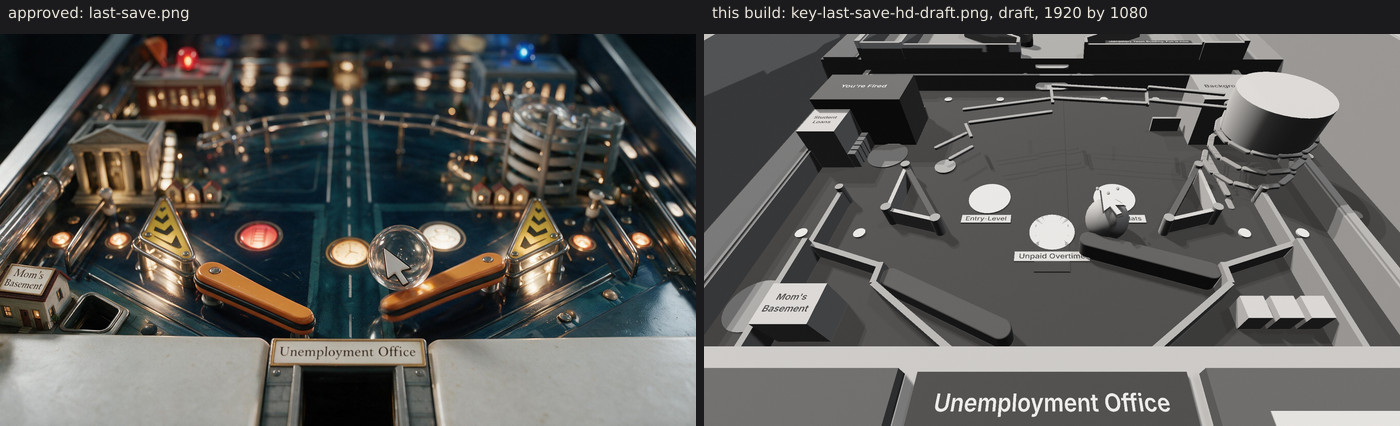 approved: last-save.png
this build: key-last-save-hd-draft.png, draft, 1920 by 1080
Mom's
Basement
Unemployment Office
You're Fired
Student
Loans
Entry-Level
Unpaid Overtime
Mom's
Basement
Unemployment Office